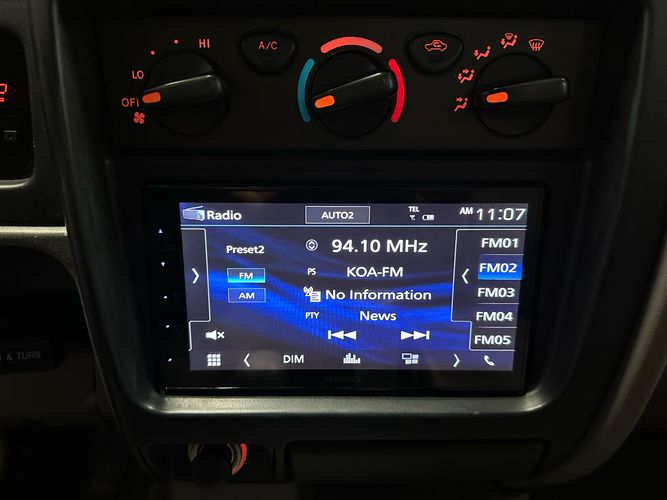 HI
A/C
LO
OFF
Radio
AUTO2
TEL
AM 11:07
Preset2
94.10 MHz
FM01
FM
PS KOA-FM
FM02
AM
No Information
FM03
PTY News
FM04
FM05
DIM
KENWOOD
& TURN